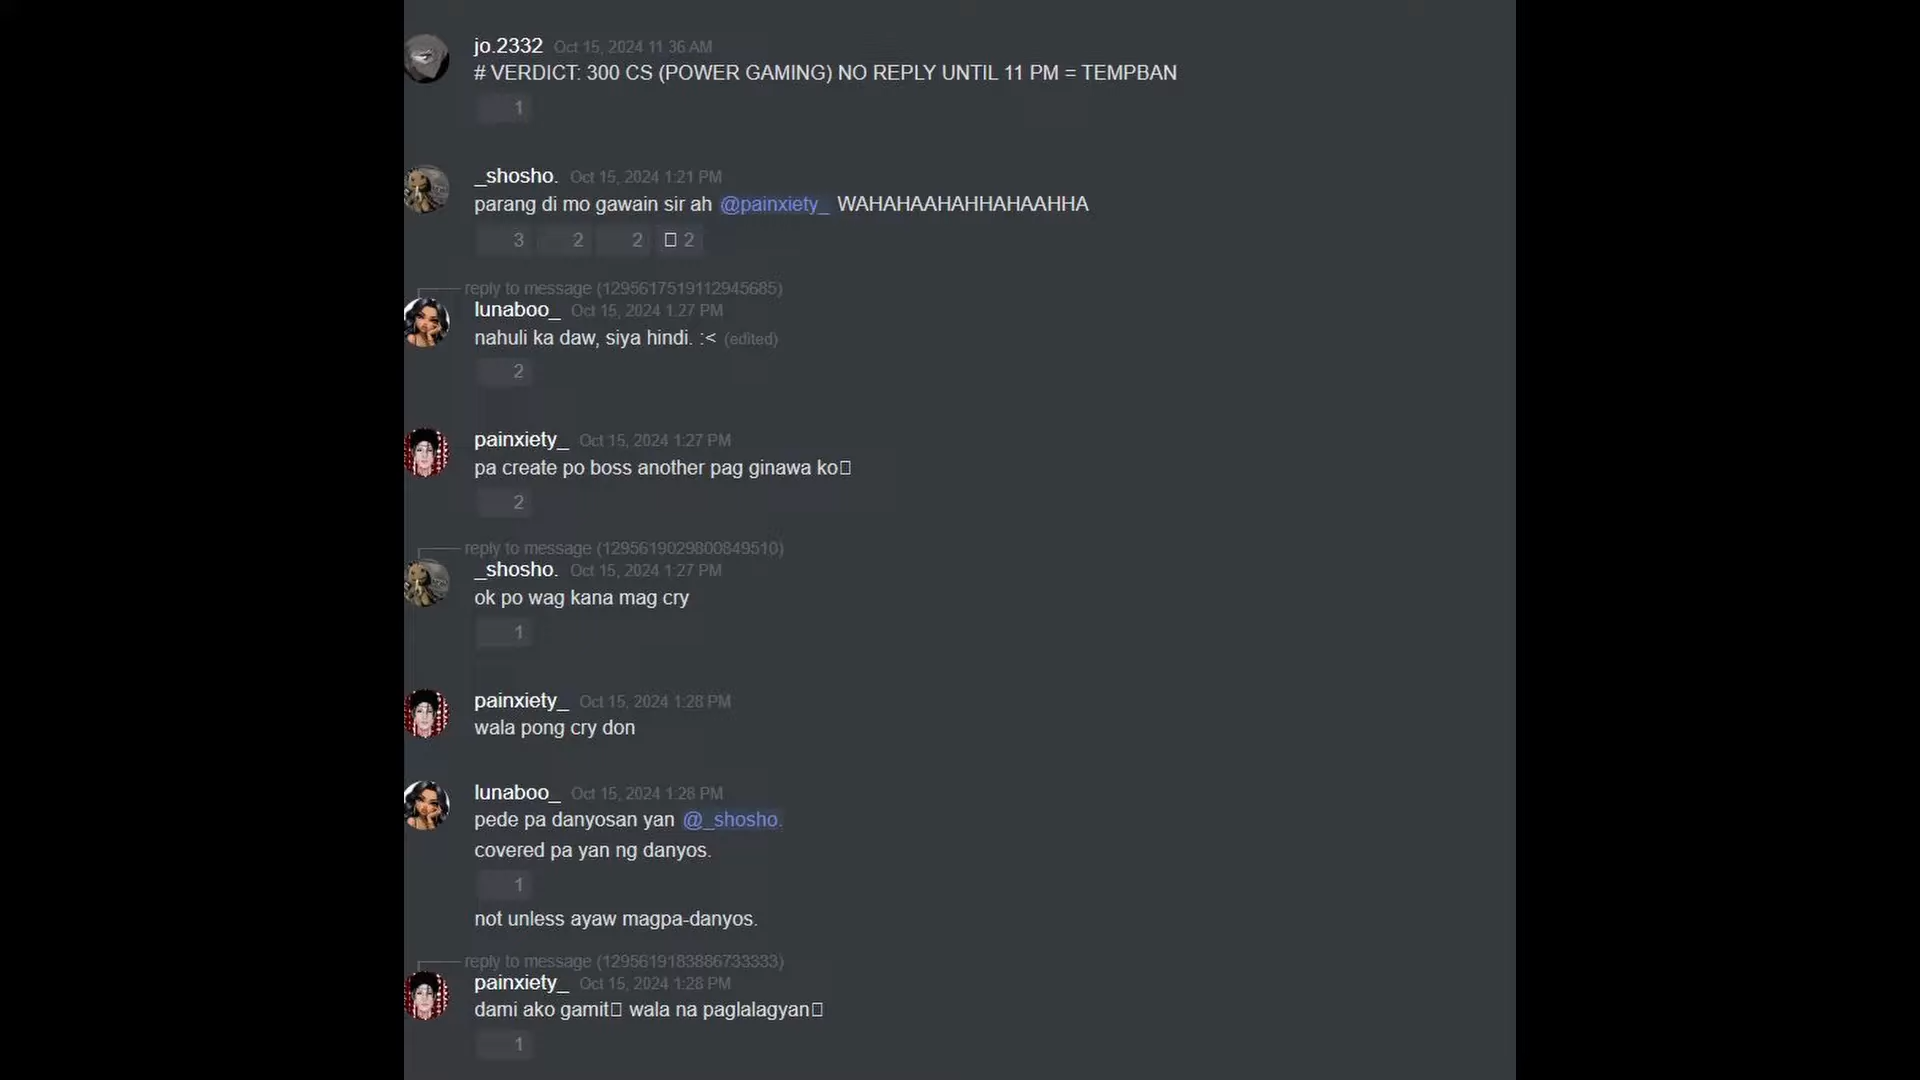 jo.2332 Oct 15, 2024 11:36 AM
# VERDICT: 300 CS (POWER GAMING) NO REPLY UNTIL 11 PM = TEMPBAN
1
_shosho. Oct 15, 2024 1:21 PM
parang di mo gawain sir ah @painxiety_ WAHAHAAHAHHAHAAHHA
3 2 2 2
reply to message (1295617519112945685)
lunaboo_ Oct 15, 2024 1:27 PM
nahuli ka daw, siya hindi. :< (edited)
2
painxiety_ Oct 15, 2024 1:27 PM
pa create po boss another pag ginawa ko
2
reply to message (1295619029800849510)
_shosho. Oct 15, 2024 1:27 PM
ok po wag kana mag cry
1
painxiety_ Oct 15, 2024 1:28 PM
wala pong cry don
lunaboo_ Oct 15, 2024 1:28 PM
pede pa danyosan yan @_shosho.
covered pa yan ng danyos.
1
not unless ayaw magpa-danyos.
reply to message (1295619183886733333)
painxiety_ Oct 15, 2024 1:28 PM
dami ako gamit wala na paglalagyan
1